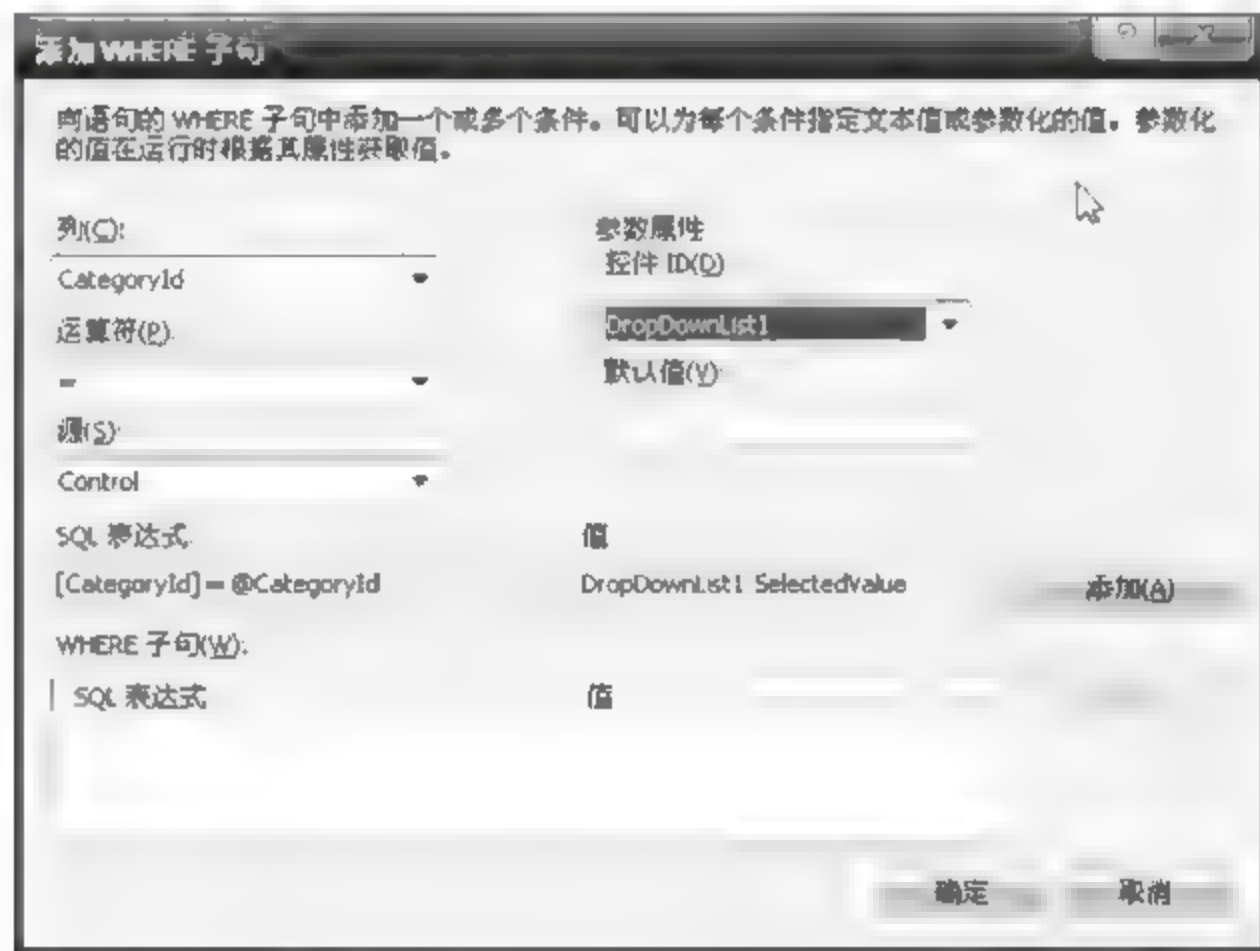 添加 WHERE 子句
向语句的 WHERE 子句中添加一个或多个条件。可以为每个条件指定文本值或参数化的值。参数化
的值在运行时根据其属性获取值。
列(C):
CategoryId
运算符(P):
=
源(S):
Control
参数属性
控件 ID(D)
DropDownList1
默认值(V):
SQL 表达式: 值
[CategoryId] = @CategoryId DropDownList1.SelectedValue 添加(A)
WHERE 子句(W):
SQL 表达式 值
确定 取消